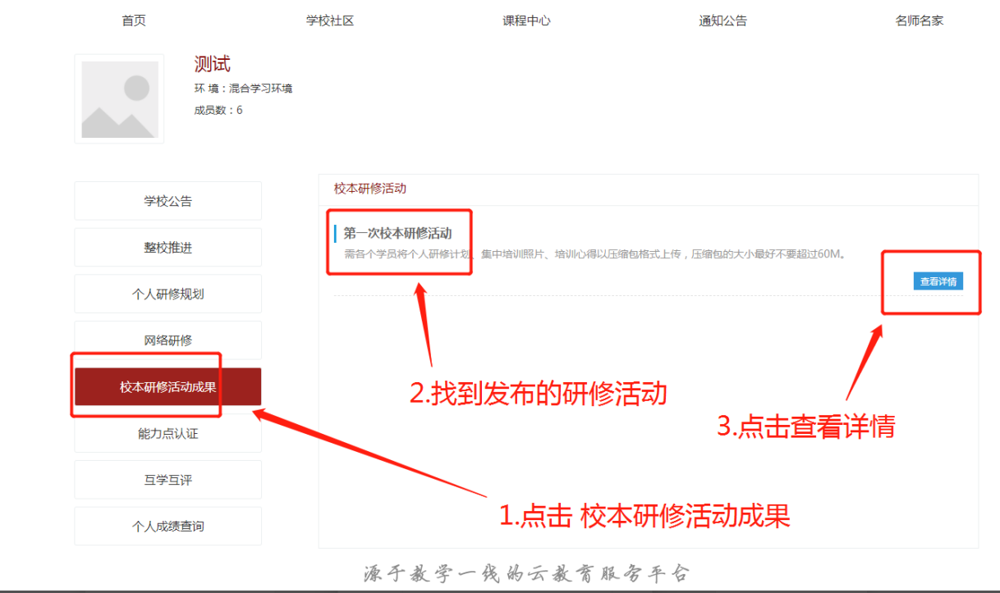 首页 学校社区 课程中心 通知公告 名师名家
测试
环 境：混合学习环境
成员数：6
学校公告
整校推进
个人研修规划
网络研修
校本研修活动成果
能力点认证
互学互评
个人成绩查询
校本研修活动
第一次校本研修活动
需各个学员将个人研修计划、集中培训照片、培训心得以压缩包格式上传，压缩包的大小最好不要超过60M。
查看详情
2.找到发布的研修活动
3.点击查看详情
1.点击 校本研修活动成果
源于教学一线的云教育服务平台